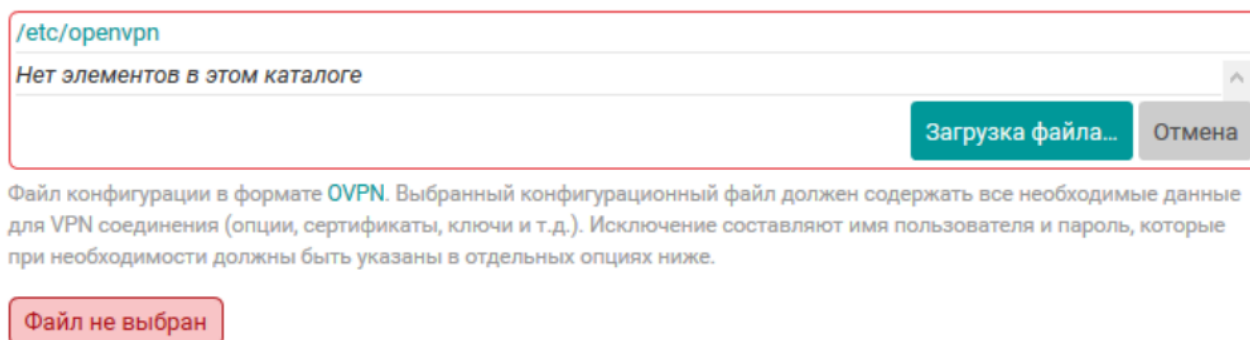 /etc/openvpn
Нет элементов в этом каталоге
Загрузка файла... Отмена
Файл конфигурации в формате OVPN. Выбранный конфигурационный файл должен содержать все необходимые данные
для VPN соединения (опции, сертификаты, ключи и т.д.). Исключение составляют имя пользователя и пароль, которые
при необходимости должны быть указаны в отдельных опциях ниже.
Файл не выбран